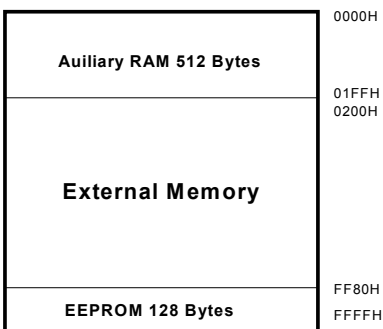 0000H
Auiliary RAM 512 Bytes
01FFH
0200H
External Memory
FF80H
EEPROM 128 Bytes
FFFFH